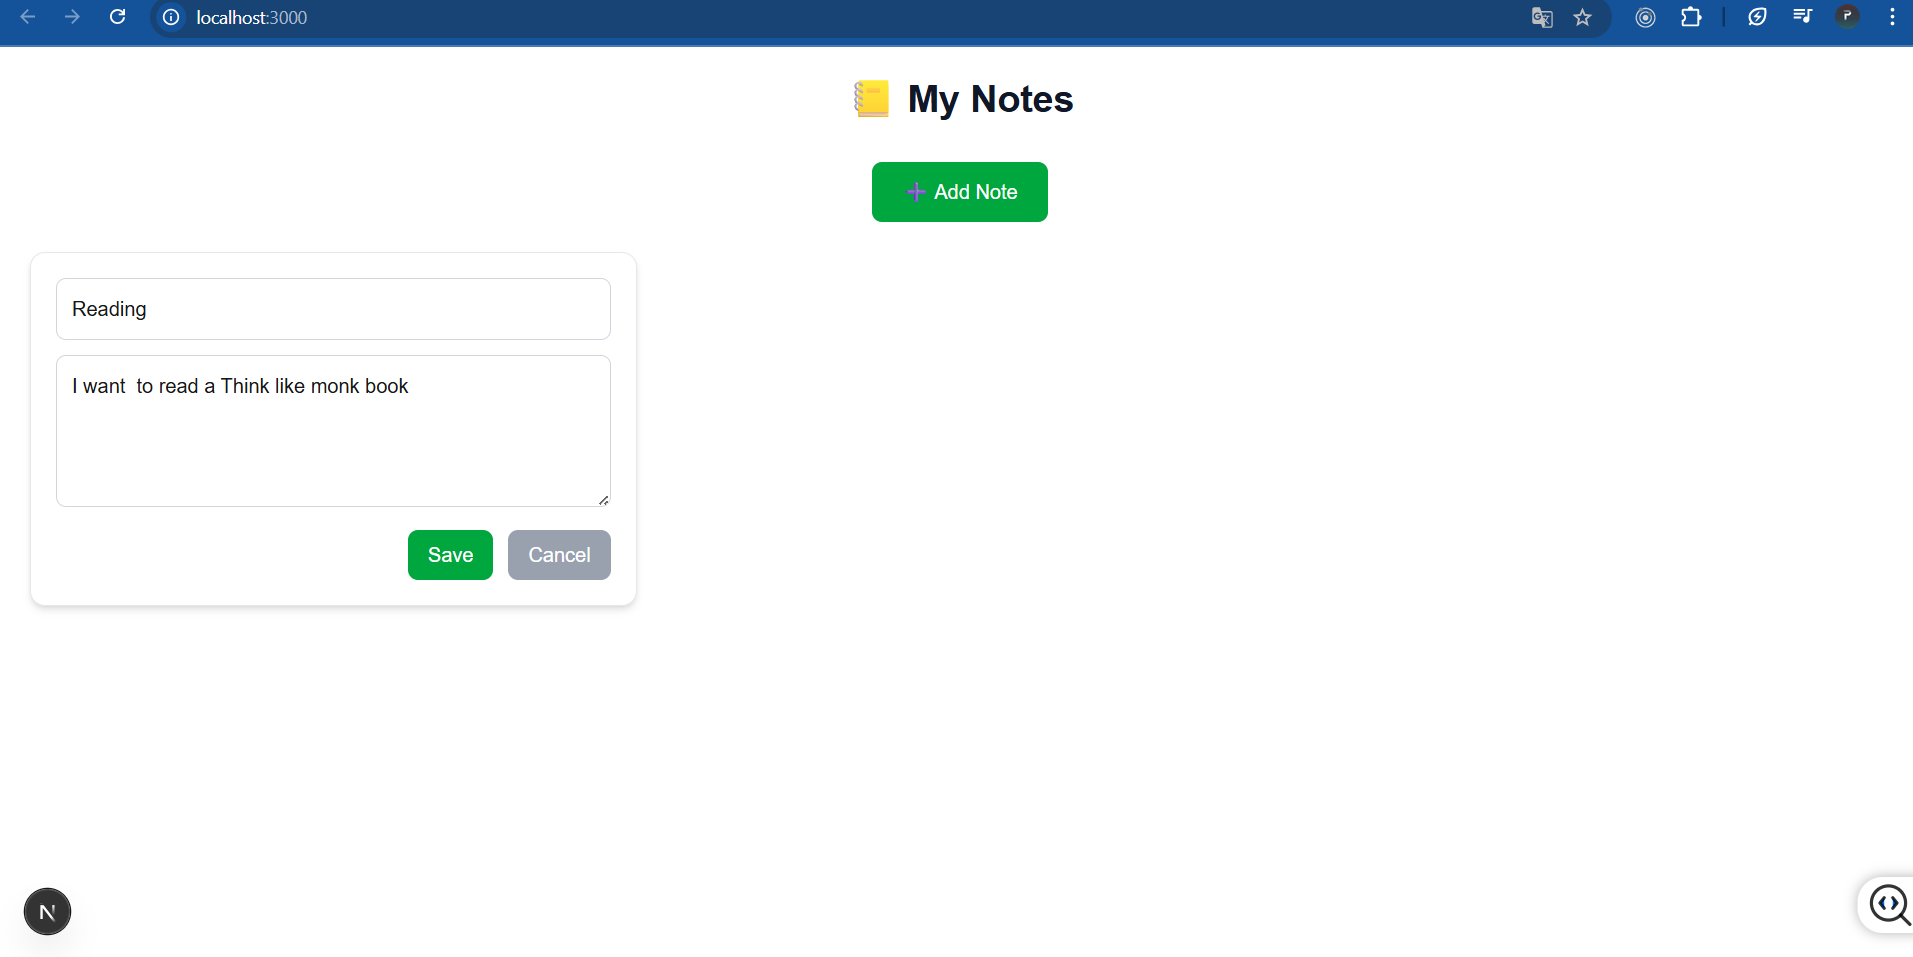 localhost:3000
P
My Notes
Add Note
Reading
I want  to read a Think like monk book
Save
Cancel
N